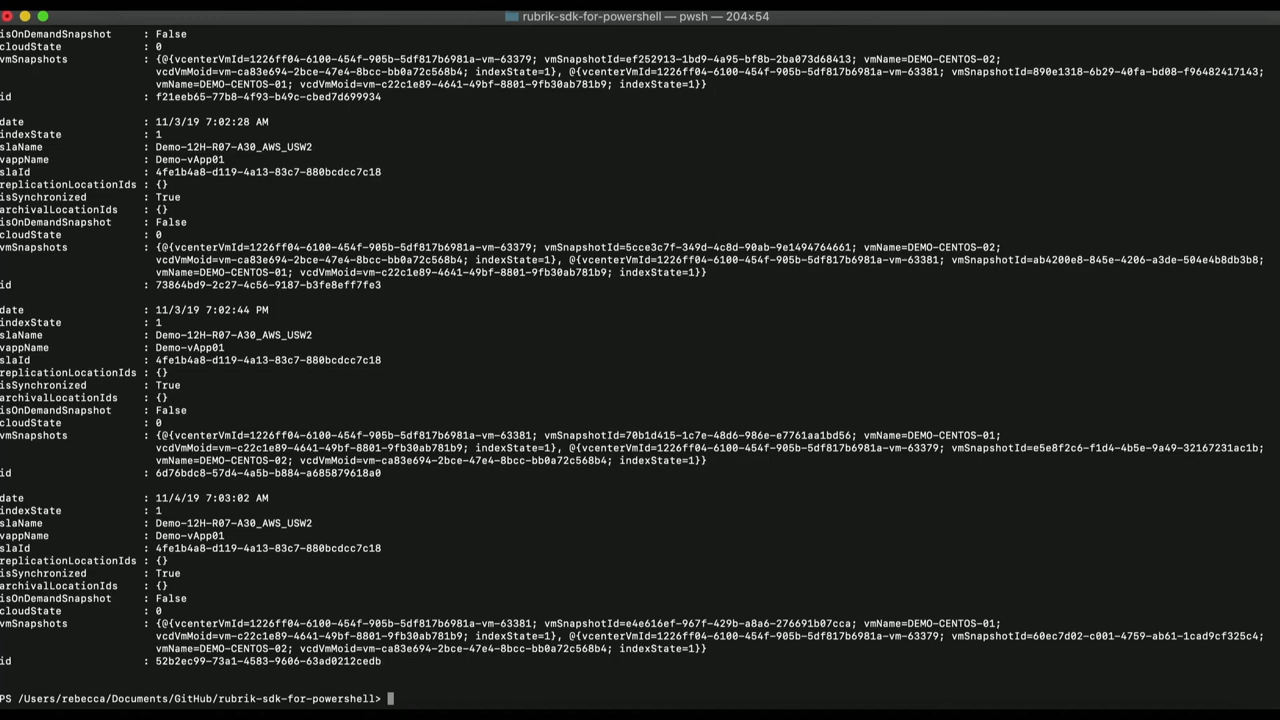 rubrik-sdk-for-powershell — pwsh — 204×54
isOnDemandSnapshot : False
cloudState : 0
vmSnapshots : {@{vcenterVmId=1226ff04-6100-454f-905b-5df817b6981a-vm-63379; vmSnapshotId=ef252913-1bd9-4a95-bf8b-2ba073d68413; vmName=DEMO-CENTOS-02;
vcdVmMoid=vm-ca83e694-2bce-47e4-8bcc-bb0a72c568b4; indexState=1}, @{vcenterVmId=1226ff04-6100-454f-905b-5df817b6981a-vm-63381; vmSnapshotId=890e1318-6b29-40fa-bd08-f96482417143;
vmName=DEMO-CENTOS-01; vcdVmMoid=vm-c22c1e89-4641-49bf-8801-9fb30ab781b9; indexState=1}}
id : f21eeb65-77b8-4f93-b49c-cbed7d699934
date : 11/3/19 7:02:28 AM
indexState : 1
slaName : Demo-12H-R07-A30_AWS_USW2
vappName : Demo-vApp01
slaId : 4fe1b4a8-d119-4a13-83c7-880bcdcc7c18
replicationLocationIds : {}
isSynchronized : True
archivalLocationIds : {}
isOnDemandSnapshot : False
cloudState : 0
vmSnapshots : {@{vcenterVmId=1226ff04-6100-454f-905b-5df817b6981a-vm-63379; vmSnapshotId=5cce3c7f-349d-4c8d-90ab-9e1494764661; vmName=DEMO-CENTOS-02;
vcdVmMoid=vm-ca83e694-2bce-47e4-8bcc-bb0a72c568b4; indexState=1}, @{vcenterVmId=1226ff04-6100-454f-905b-5df817b6981a-vm-63381; vmSnapshotId=ab4200e8-845e-4206-a3de-504e4b8db3b8;
vmName=DEMO-CENTOS-01; vcdVmMoid=vm-c22c1e89-4641-49bf-8801-9fb30ab781b9; indexState=1}}
id : 73864bd9-2c27-4c56-9187-b3fe8eff7fe3
date : 11/3/19 7:02:44 PM
indexState : 1
slaName : Demo-12H-R07-A30_AWS_USW2
vappName : Demo-vApp01
slaId : 4fe1b4a8-d119-4a13-83c7-880bcdcc7c18
replicationLocationIds : {}
isSynchronized : True
archivalLocationIds : {}
isOnDemandSnapshot : False
cloudState : 0
vmSnapshots : {@{vcenterVmId=1226ff04-6100-454f-905b-5df817b6981a-vm-63381; vmSnapshotId=70b1d415-1c7e-48d6-986e-e7761aa1bd56; vmName=DEMO-CENTOS-01;
vcdVmMoid=vm-c22c1e89-4641-49bf-8801-9fb30ab781b9; indexState=1}, @{vcenterVmId=1226ff04-6100-454f-905b-5df817b6981a-vm-63379; vmSnapshotId=e5e8f2c6-f1d4-4b5e-9a49-32167231ac1b;
vmName=DEMO-CENTOS-02; vcdVmMoid=vm-ca83e694-2bce-47e4-8bcc-bb0a72c568b4; indexState=1}}
id : 6d76bdc8-57d4-4a5b-b884-a685879618a0
date : 11/4/19 7:03:02 AM
indexState : 1
slaName : Demo-12H-R07-A30_AWS_USW2
vappName : Demo-vApp01
slaId : 4fe1b4a8-d119-4a13-83c7-880bcdcc7c18
replicationLocationIds : {}
isSynchronized : True
archivalLocationIds : {}
isOnDemandSnapshot : False
cloudState : 0
vmSnapshots : {@{vcenterVmId=1226ff04-6100-454f-905b-5df817b6981a-vm-63381; vmSnapshotId=e4e616ef-967f-429b-a8a6-276691b07cca; vmName=DEMO-CENTOS-01;
vcdVmMoid=vm-c22c1e89-4641-49bf-8801-9fb30ab781b9; indexState=1}, @{vcenterVmId=1226ff04-6100-454f-905b-5df817b6981a-vm-63379; vmSnapshotId=60ec7d02-c001-4759-ab61-1cad9cf325c4;
vmName=DEMO-CENTOS-02; vcdVmMoid=vm-ca83e694-2bce-47e4-8bcc-bb0a72c568b4; indexState=1}}
id : 52b2ec99-73a1-4583-9606-63ad0212cedb
PS /Users/rebecca/Documents/GitHub/rubrik-sdk-for-powershell>